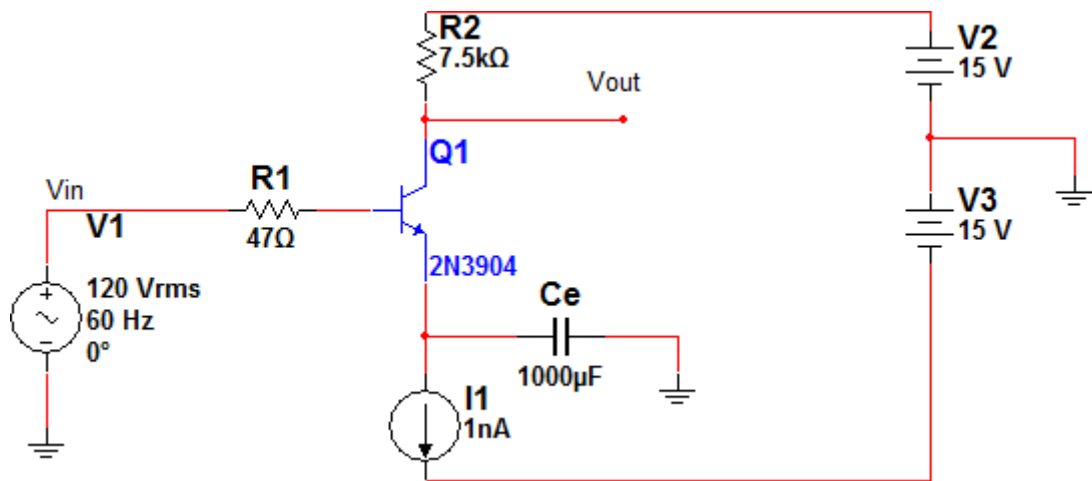 R2
7.5kΩ
V2
15 V
Vout
Q1
R1
Vin
V1
47Ω
V3
15 V
2N3904
120 Vrms
60 Hz
0°
Ce
1000µF
I1
1nA